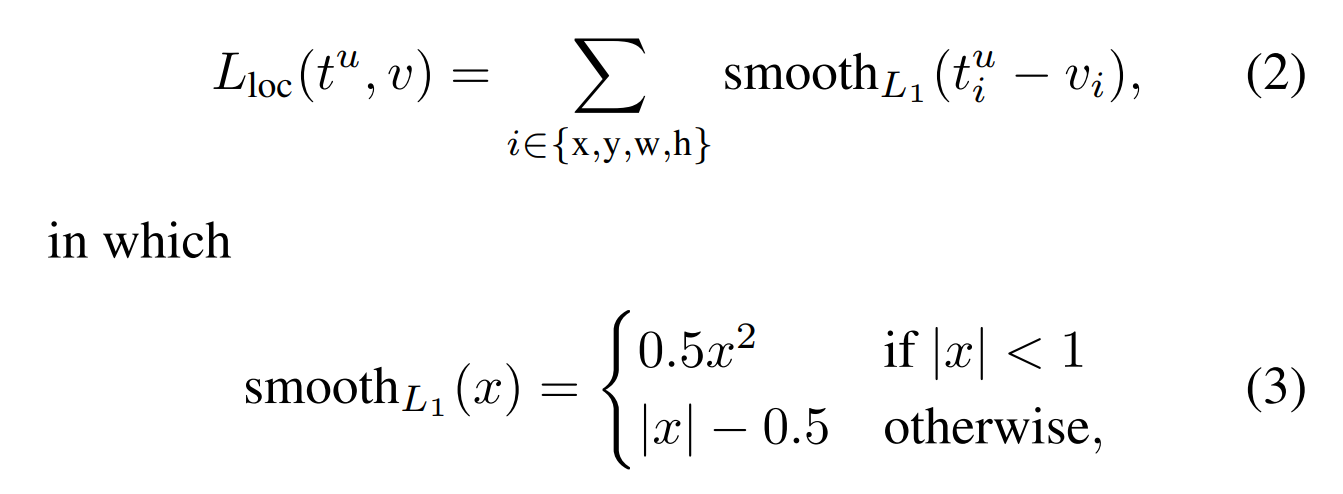 L_loc(t^u, v) = ∑_{i∈{x,y,w,h}} smooth_{L_1}(t_i^u − v_i), (2)
in which
smooth_{L_1}(x) = { 0.5x^2 if |x| < 1
|x| − 0.5 otherwise, (3)